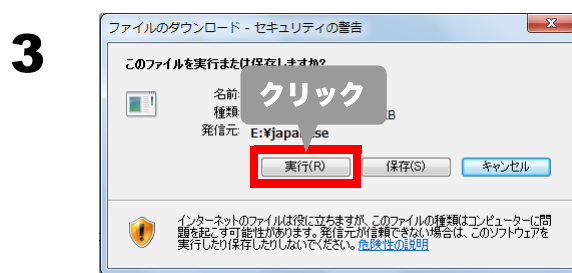 3
ファイルのダウンロード - セキュリティの警告
このファイルを実行または保存しますか?
クリック
名前:
種類:
KB
発信元: E:¥japanese
実行(R) 保存(S) キャンセル
インターネットのファイルは役に立ちますが、このファイルの種類はコンピューターに問
題を起こす可能性があります。発信元が信頼できない場合は、このソフトウェアを
実行したり保存したりしないでください。危険性の説明